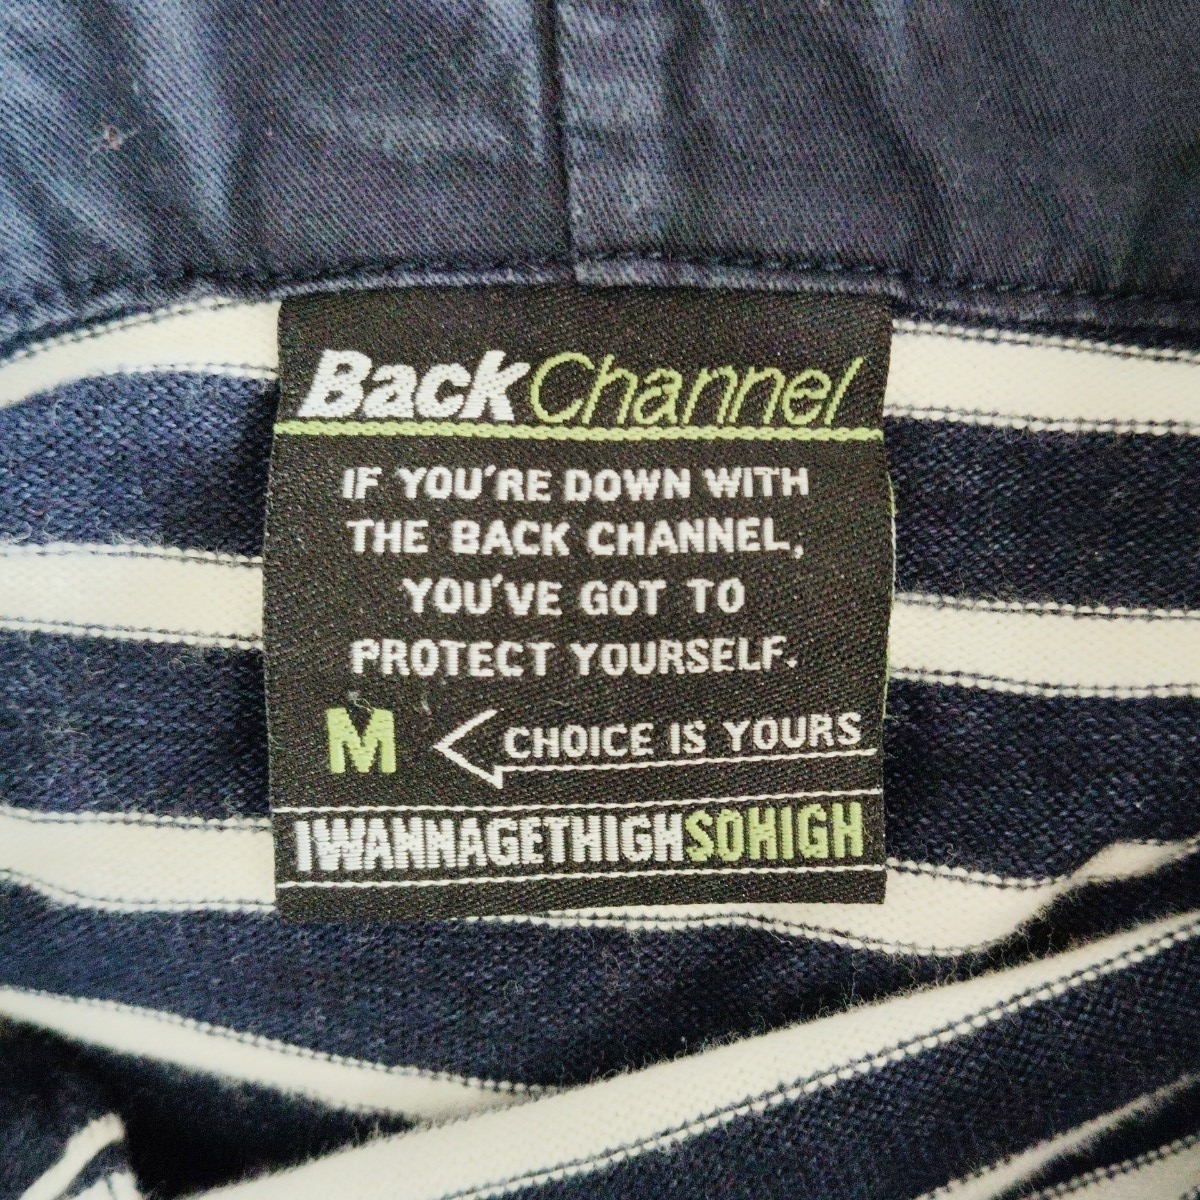 BackChannel
IF YOU'RE DOWN WITH
THE BACK CHANNEL,
YOU'VE GOT TO
PROTECT YOURSELF.
M CHOICE IS YOURS
IWANNAGETHIGHSOHIGH